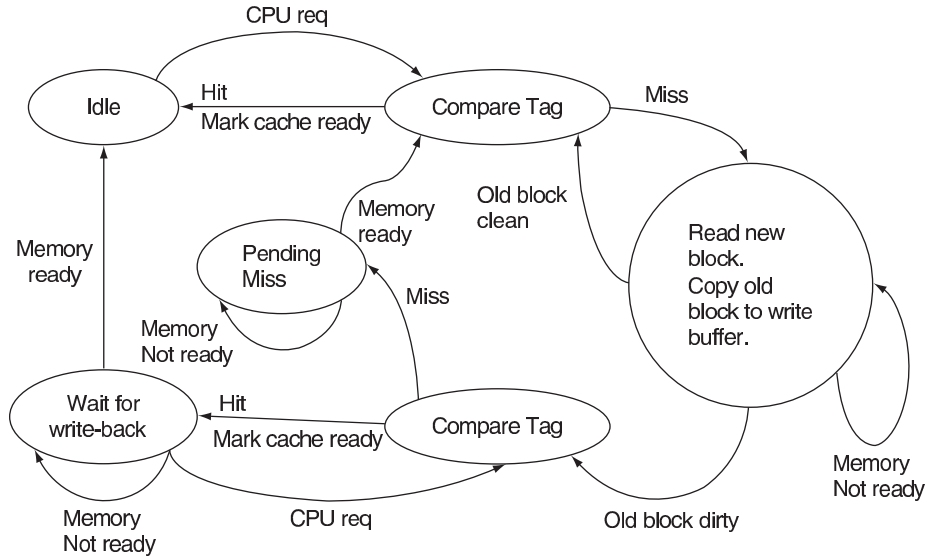 CPU req
Idle
Hit
Mark cache ready
Compare Tag
Miss
Old block
clean
Memory
ready
Pending
Miss
Memory
ready
Miss
Memory
Not ready
Read new
block.
Copy old
block to write
buffer.
Wait for
write-back
Hit
Mark cache ready
Compare Tag
Memory
Not ready
CPU req
Old block dirty
Memory
Not ready